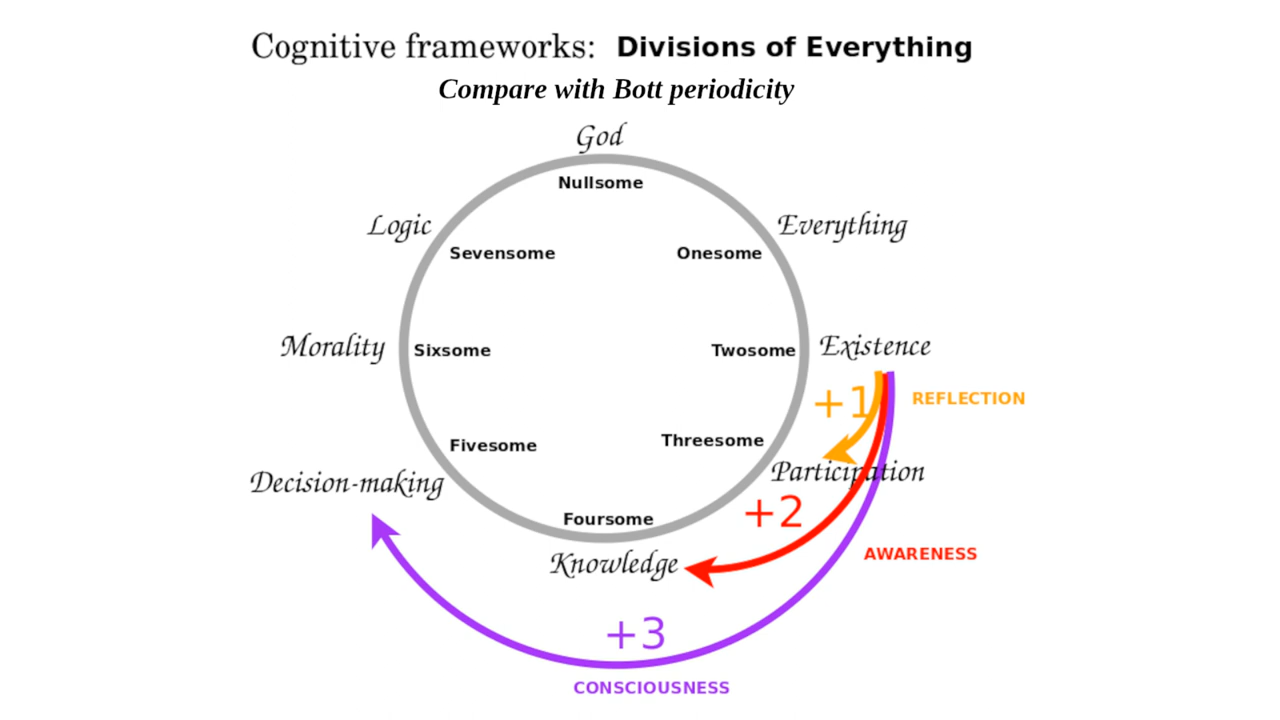 Cognitive frameworks: Divisions of Everything
Compare with Bott periodicity
God
Nullsome
Logic
Everything
Sevensome
Onesome
Morality
Sixsome
Twosome
Existence
+1
REFLECTION
Fivesome
Threesome
Decision-making
Participation
Foursome
+2
Knowledge
AWARENESS
+3
CONSCIOUSNESS